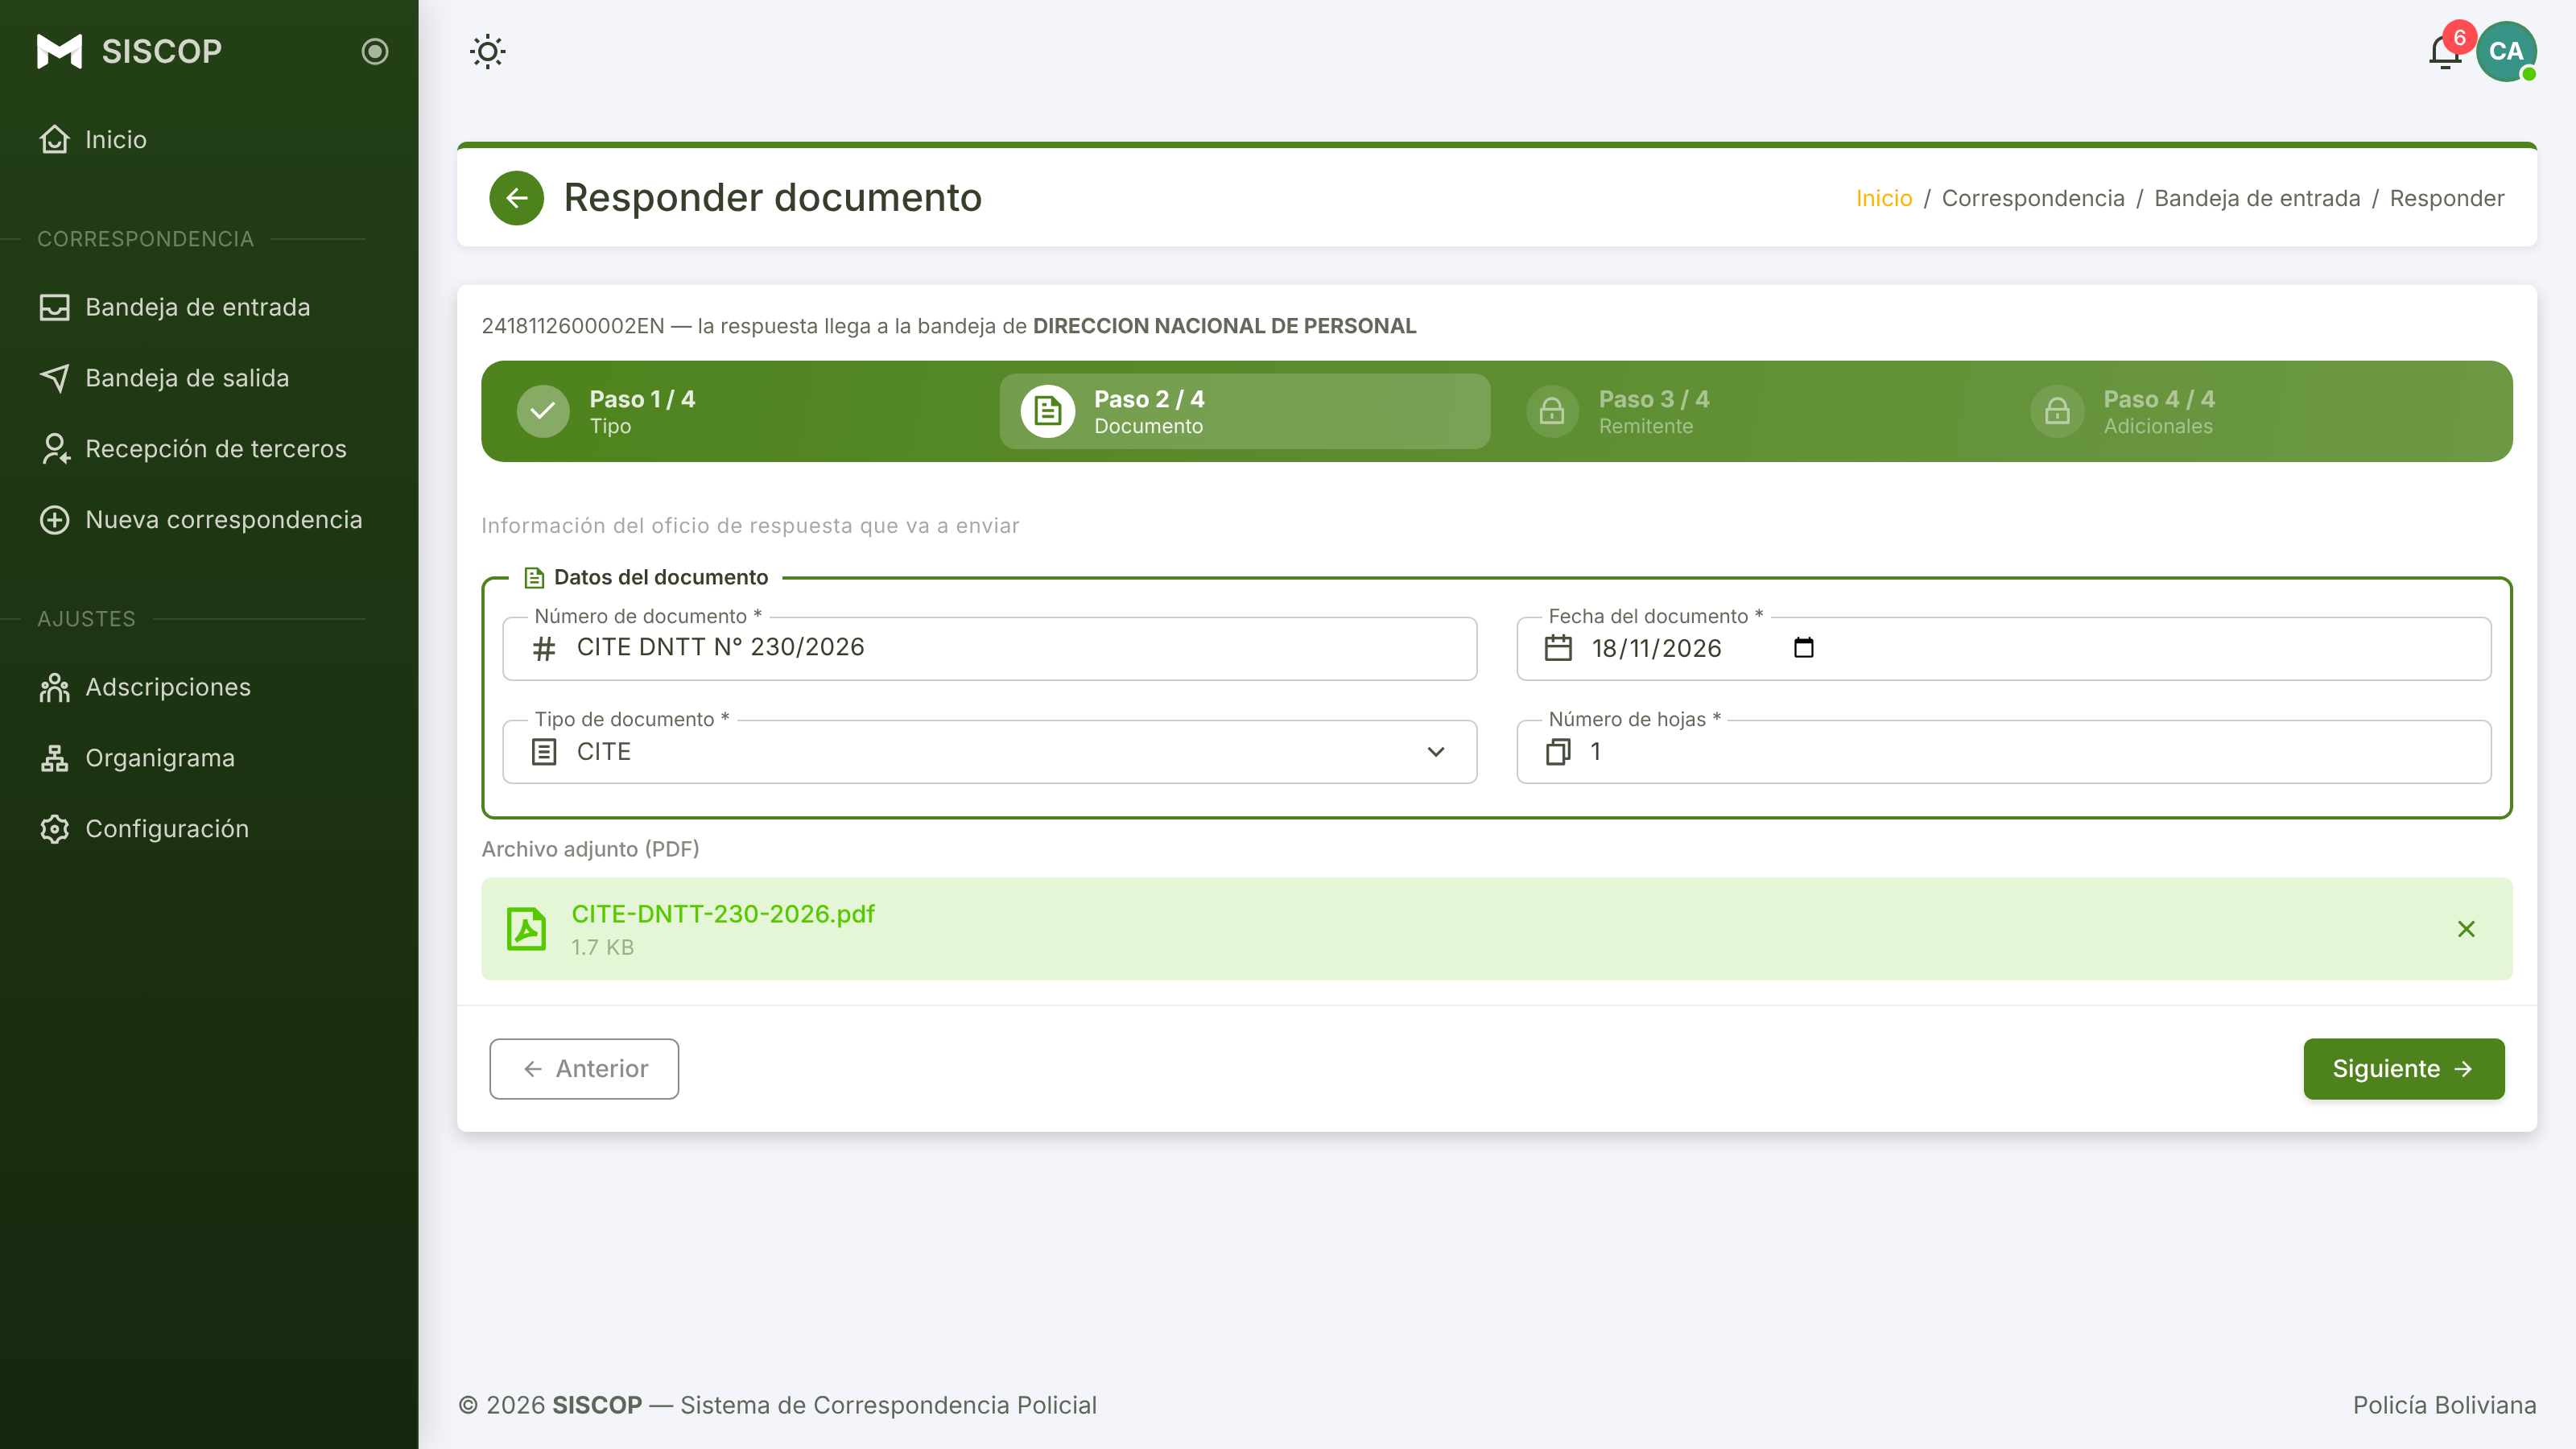 SISCOP
6
CA
Inicio
CORRESPONDENCIA
Bandeja de entrada
Bandeja de salida
Recepción de terceros
Nueva correspondencia
AJUSTES
Adscripciones
Organigrama
Configuración
Responder documento
Inicio / Correspondencia / Bandeja de entrada / Responder
2418112600002EN — la respuesta llega a la bandeja de DIRECCION NACIONAL DE PERSONAL
Paso 1 / 4
Tipo
Paso 2 / 4
Documento
Paso 3 / 4
Remitente
Paso 4 / 4
Adicionales
Información del oficio de respuesta que va a enviar
Datos del documento
Número de documento *
CITE DNTT N° 230/2026
Fecha del documento *
18/11/2026
Tipo de documento *
CITE
Número de hojas *
1
Archivo adjunto (PDF)
CITE-DNTT-230-2026.pdf
1.7 KB
Anterior
Siguiente
© 2026 SISCOP — Sistema de Correspondencia Policial
Policía Boliviana